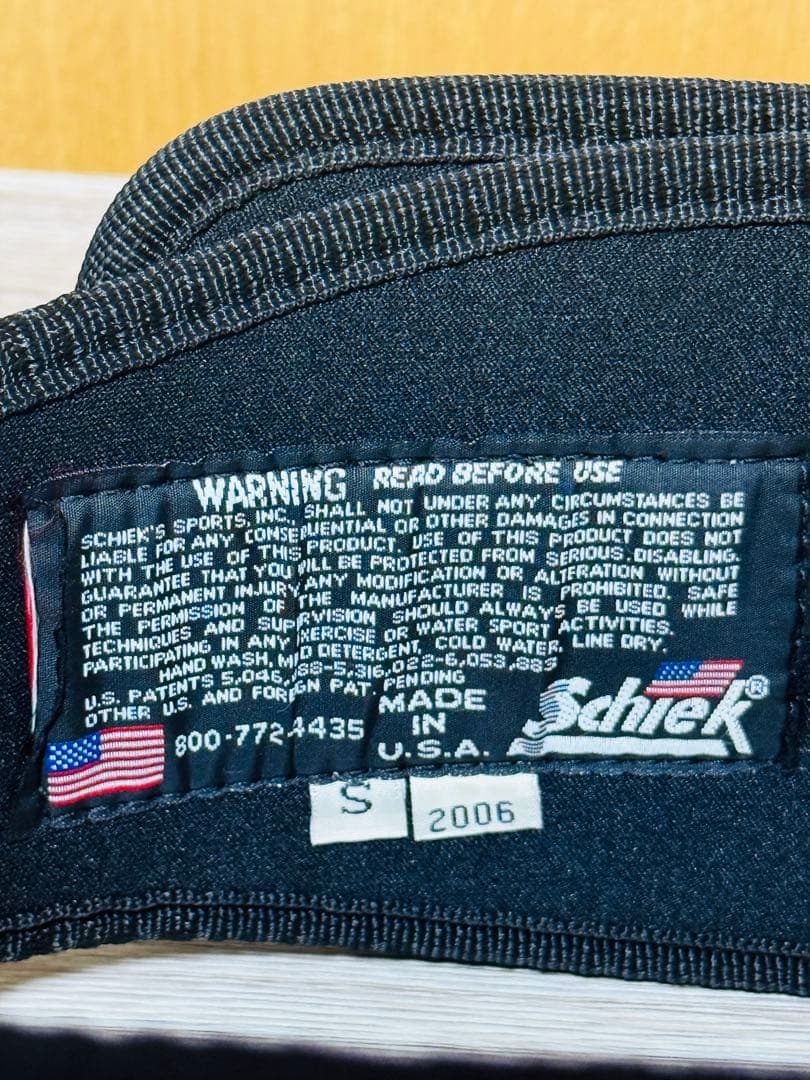 WARNING READ BEFORE USE
SCHIEK'S SPORTS, INC. SHALL NOT UNDER ANY CIRCUMSTANCES BE
LIABLE FOR ANY CONSEQUENTIAL OR OTHER DAMAGES IN CONNECTION
WITH THE USE OF THIS PRODUCT. USE OF THIS PRODUCT DOES NOT
GUARANTEE THAT YOU WILL BE PROTECTED FROM SERIOUS, DISABLING,
OR PERMANENT INJURY. ANY MODIFICATION OR ALTERATION WITHOUT
THE PERMISSION OF THE MANUFACTURER IS PROHIBITED. SAFE
TECHNIQUES AND SUPERVISION SHOULD ALWAYS BE USED WHILE
PARTICIPATING IN ANY EXERCISE OR WATER SPORT ACTIVITIES.
HAND WASH, MILD DETERGENT, COLD WATER, LINE DRY.
U.S. PATENTS 5,046,488-5,316,022-6,053,883
OTHER U.S. AND FOREIGN PAT. PENDING
800-772-4435
MADE
IN
U.S.A.
Schiek®
S
2006